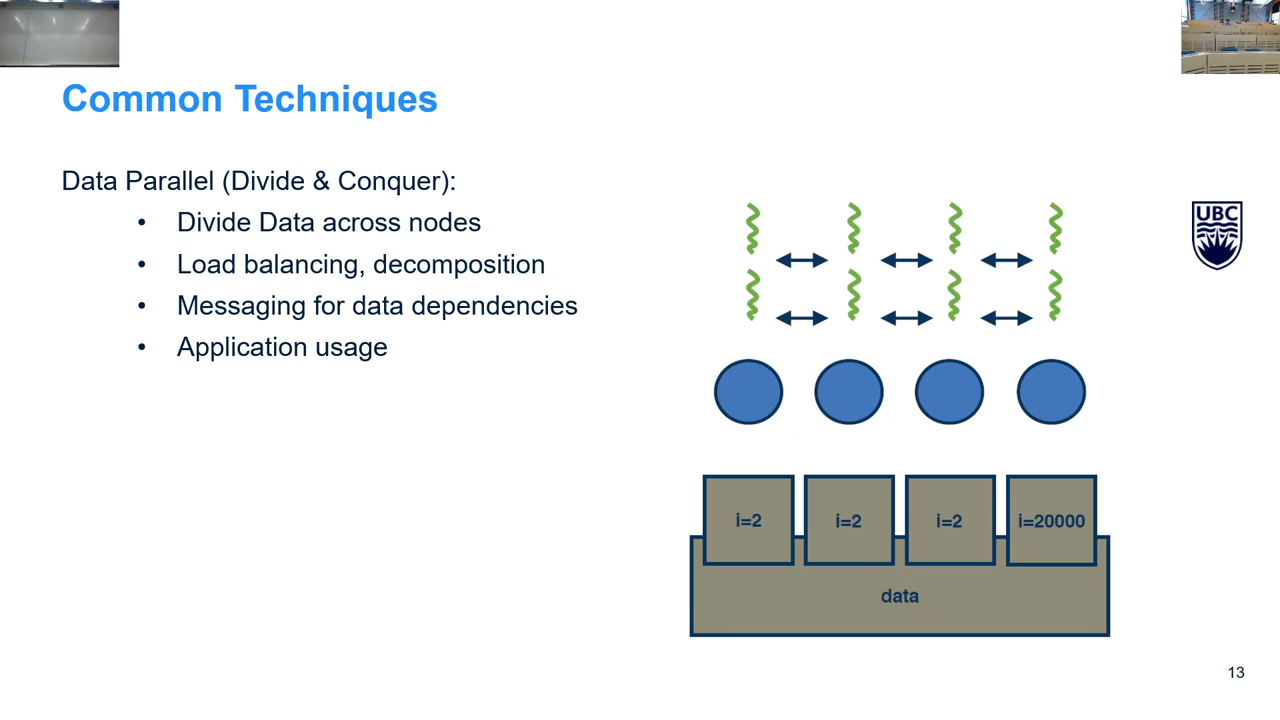 Common Techniques
Data Parallel (Divide & Conquer):
• Divide Data across nodes
• Load balancing, decomposition
• Messaging for data dependencies
• Application usage
UBC
i=2
i=2
i=2
i=20000
data
13